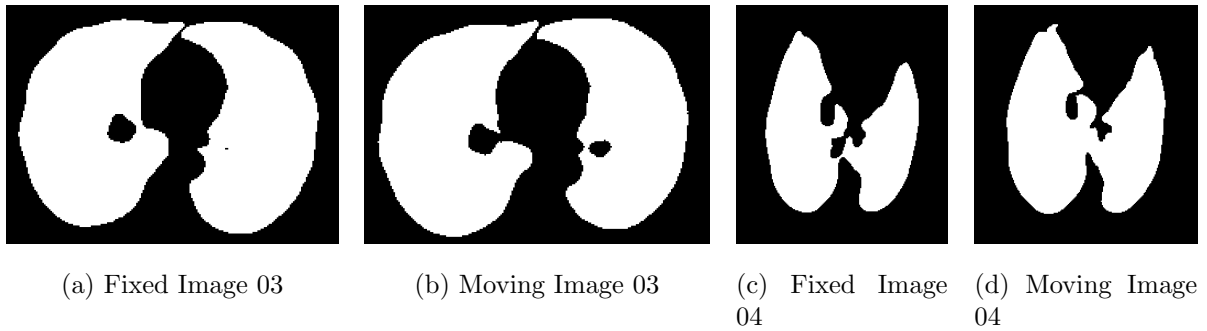 (a) Fixed Image 03
(b) Moving Image 03
(c) Fixed Image
04
(d) Moving Image
04